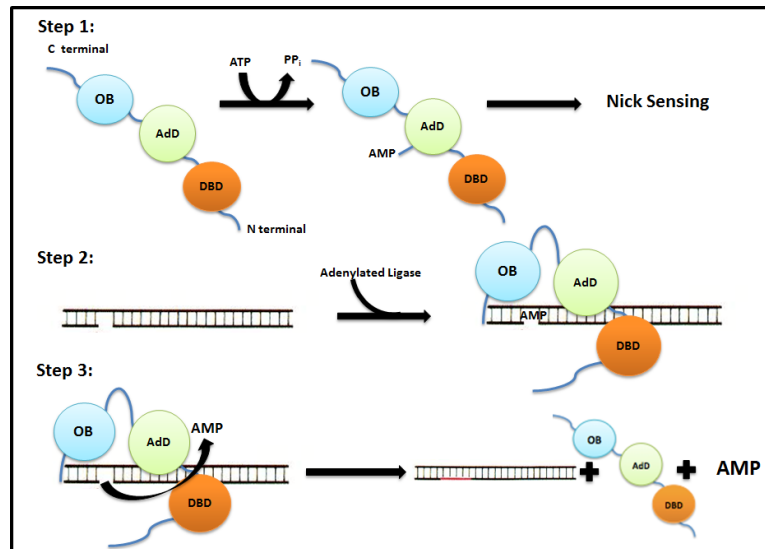 Step 1:
C terminal
OB
AdD
DBD
N terminal
ATP
PPi
OB
AdD
AMP
DBD
Nick Sensing
Step 2:
Adenylated Ligase
OB
AdD
AMP
DBD
Step 3:
OB
AdD
AMP
DBD
OB
AdD
DBD
AMP